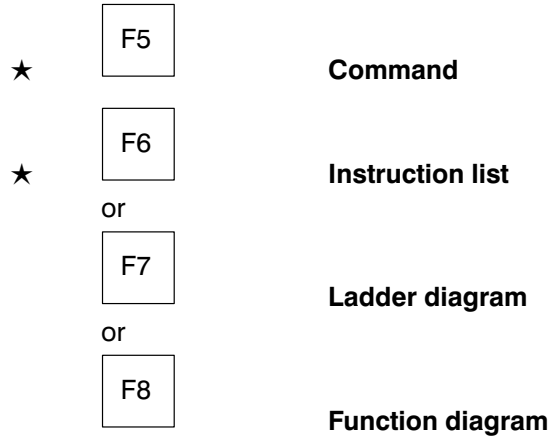 F5
★ Command
F6
★ Instruction list
or
F7
Ladder diagram
or
F8
Function diagram